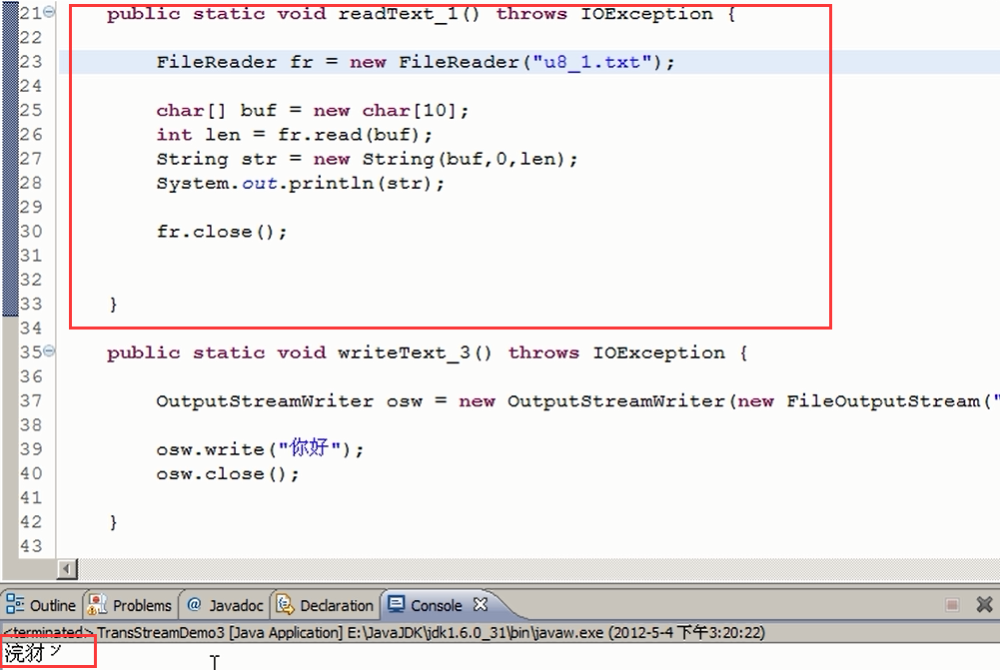 21 public static void readText_1() throws IOException {
22
23 FileReader fr = new FileReader("u8_1.txt");
24
25 char[] buf = new char[10];
26 int len = fr.read(buf);
27 String str = new String(buf,0,len);
28 System.out.println(str);
29
30 fr.close();
31
32
33 }
34
35 public static void writeText_3() throws IOException {
36
37 OutputStreamWriter osw = new OutputStreamWriter(new FileOutputStream("
38
39 osw.write("你好");
40 osw.close();
41
42 }
43
Outline Problems @ Javadoc Declaration Console
<terminated> TransStreamDemo3 [Java Application] E:\JavaJDK\jdk1.6.0_31\bin\javaw.exe (2012-5-4 下午3:20:22)
浣犲ソ